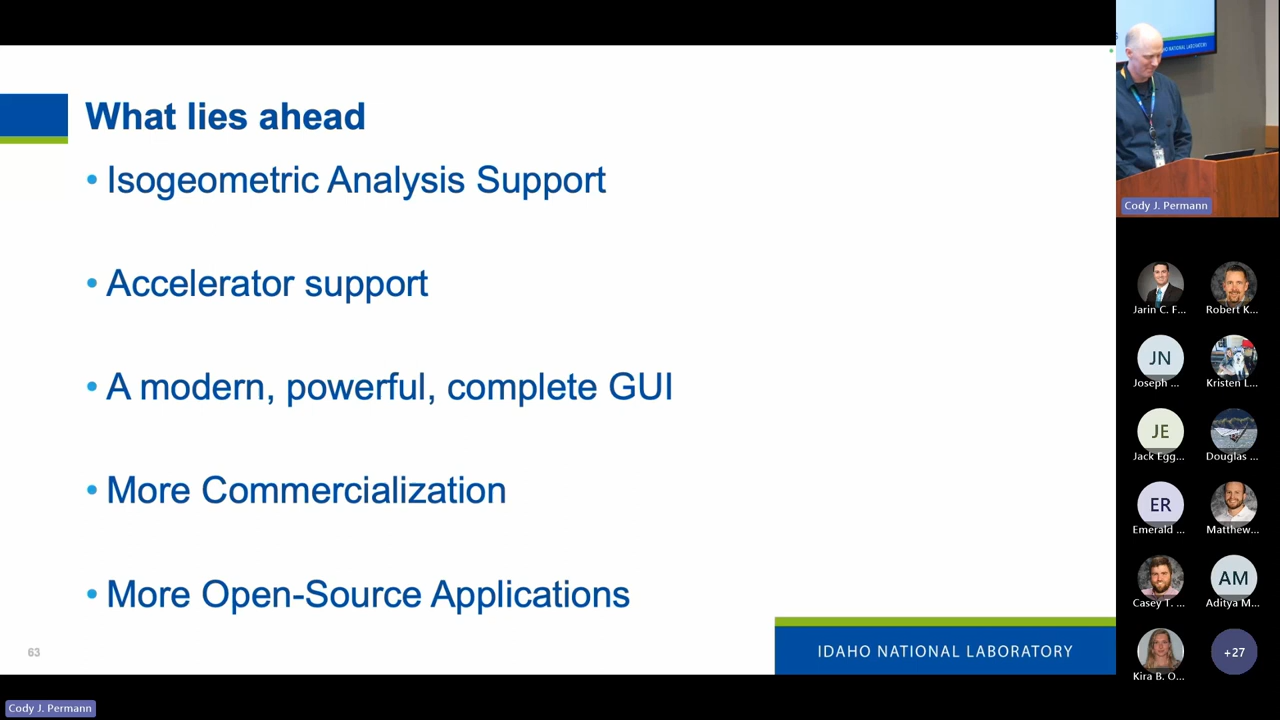 What lies ahead
• Isogeometric Analysis Support
• Accelerator support
• A modern, powerful, complete GUI
• More Commercialization
• More Open-Source Applications
63
IDAHO NATIONAL LABORATORY
Cody J. Permann
Cody J. Permann
Jarin C. F...
Robert K...
JN
Joseph ...
Kristen L...
JE
Jack Egg...
Douglas ...
ER
Emerald ...
Matthew...
Casey T. ...
AM
Aditya M...
Kira B. O...
+27